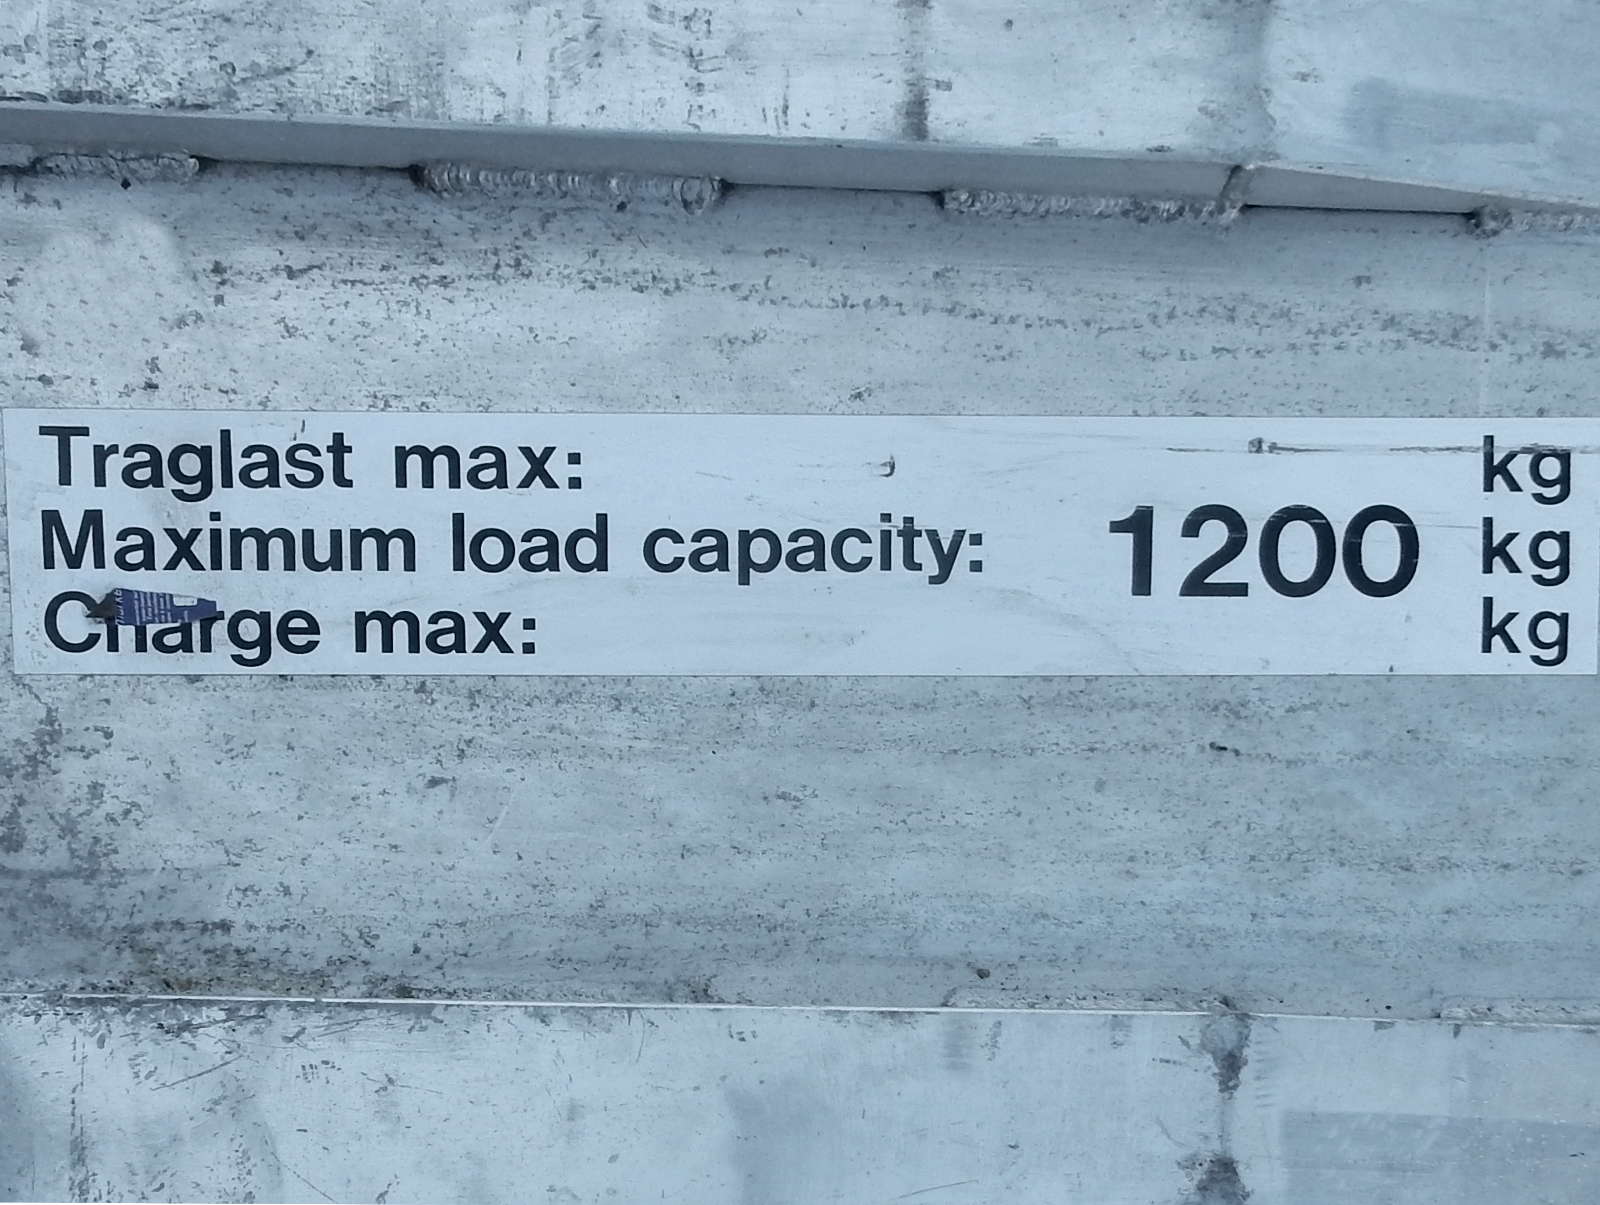 Traglast max: kg
Maximum load capacity: 1200 kg
Charge max: kg